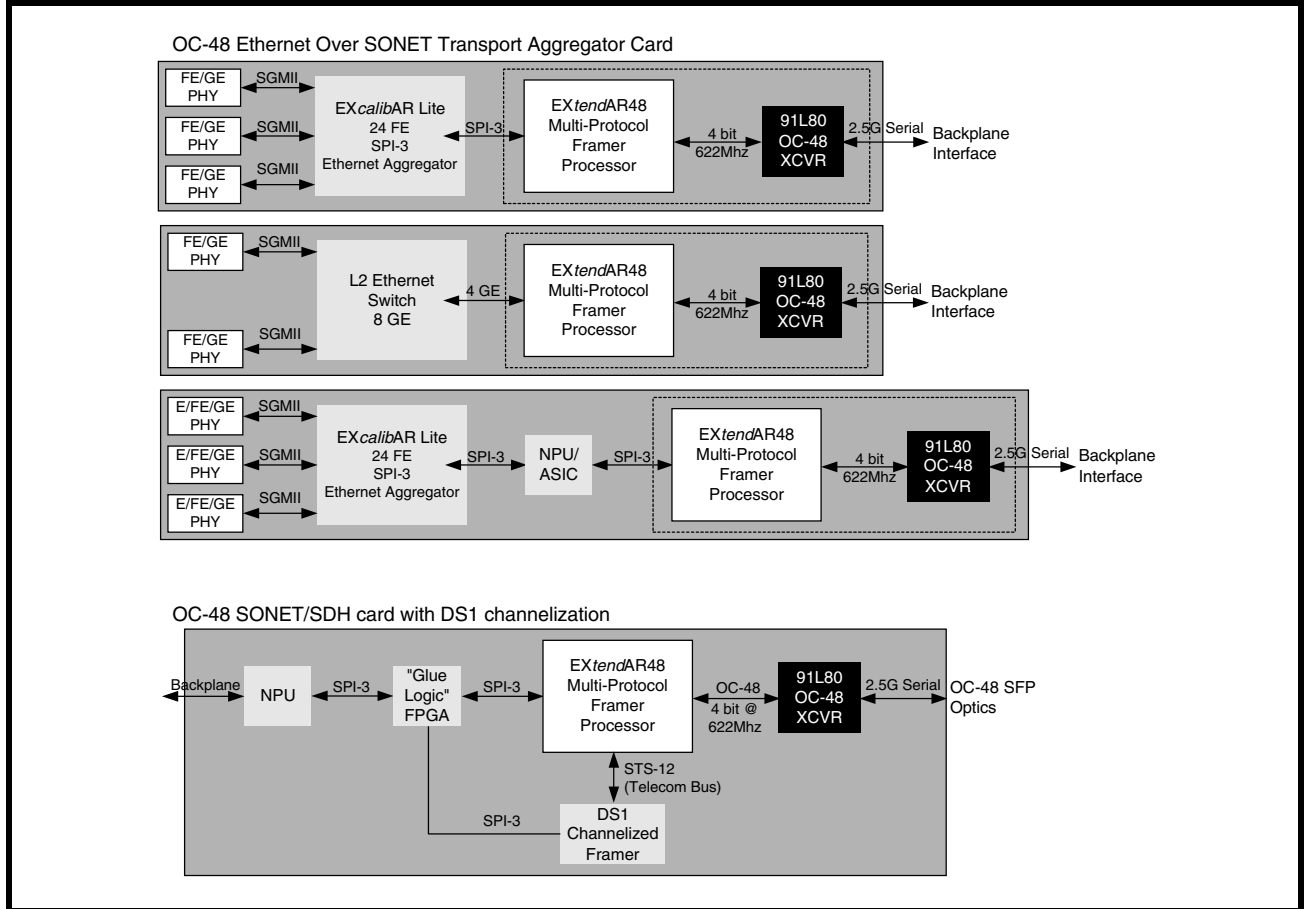 OC-48 Ethernet Over SONET Transport Aggregator Card
FE/GE
PHY
SGMII
FE/GE
PHY
SGMII
FE/GE
PHY
SGMII
EXcalibAR Lite
24 FE
SPI-3
Ethernet Aggregator
SPI-3
EXtendAR48
Multi-Protocol
Framer
Processor
4 bit
622Mhz
91L80
OC-48
XCVR
2.5G Serial
Backplane
Interface
FE/GE
PHY
SGMII
FE/GE
PHY
SGMII
L2 Ethernet
Switch
8 GE
4 GE
EXtendAR48
Multi-Protocol
Framer
Processor
4 bit
622Mhz
91L80
OC-48
XCVR
2.5G Serial
Backplane
Interface
E/FE/GE
PHY
SGMII
E/FE/GE
PHY
SGMII
E/FE/GE
PHY
SGMII
EXcalibAR Lite
24 FE
SPI-3
Ethernet Aggregator
SPI-3
NPU/
ASIC
SPI-3
EXtendAR48
Multi-Protocol
Framer
Processor
4 bit
622Mhz
91L80
OC-48
XCVR
2.5G Serial
Backplane
Interface
OC-48 SONET/SDH card with DS1 channelization
Backplane
NPU
SPI-3
"Glue
Logic"
FPGA
SPI-3
EXtendAR48
Multi-Protocol
Framer
Processor
OC-48
4 bit @
622Mhz
91L80
OC-48
XCVR
2.5G Serial
OC-48 SFP
Optics
STS-12
(Telecom Bus)
SPI-3
DS1
Channelized
Framer